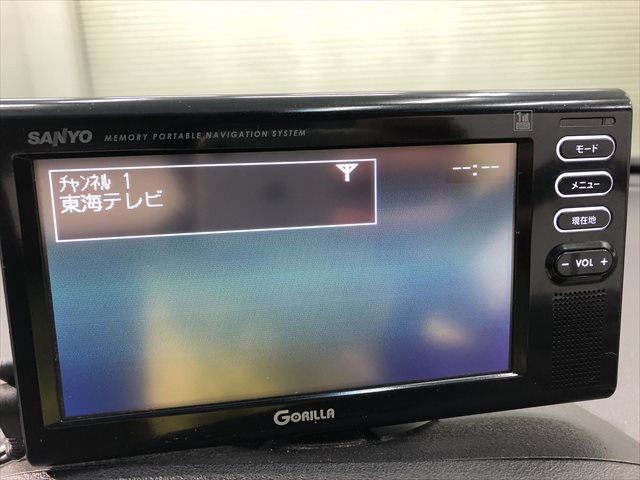 SANYO MEMORY PORTABLE NAVIGATION SYSTEM
チャンネル 1
東海テレビ
--:--
モード
メニュー
現在地
− VOL +
GORILLA